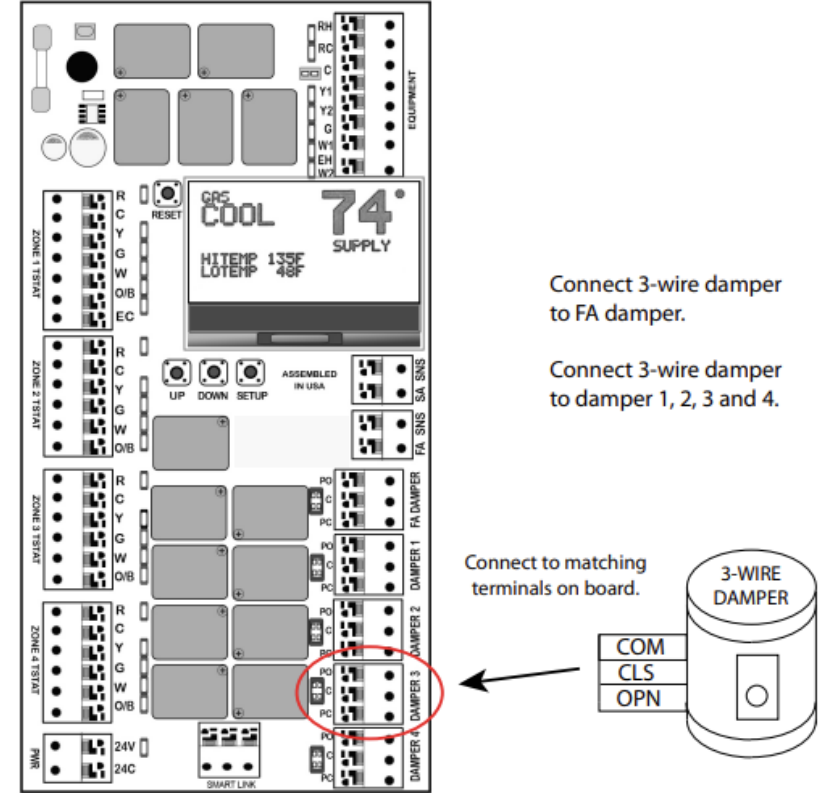 RH
RC
C
Y1
Y2
G
W1
EH
W2
EQUIPMENT
R
C
Y
G
W
O/B
EC
ZONE 1 TSTAT
RESET
GAS
COOL
74°
SUPPLY
HITEMP 135F
LOTEMP 48F
R
C
Y
G
W
O/B
ZONE 2 TSTAT
UP DOWN SETUP
ASSEMBLED
IN USA
SA SNS
FA SNS
R
C
Y
G
W
O/B
ZONE 3 TSTAT
PO
C
PC
FA DAMPER
PO
C
PC
DAMPER 1
R
C
Y
G
W
O/B
ZONE 4 TSTAT
PO
C
PC
DAMPER 2
PO
C
PC
DAMPER 3
PO
C
PC
DAMPER 4
PWR
24V
24C
SMART LINK
Connect 3-wire damper
to FA damper.
Connect 3-wire damper
to damper 1, 2, 3 and 4.
Connect to matching
terminals on board.
3-WIRE
DAMPER
COM
CLS
OPN